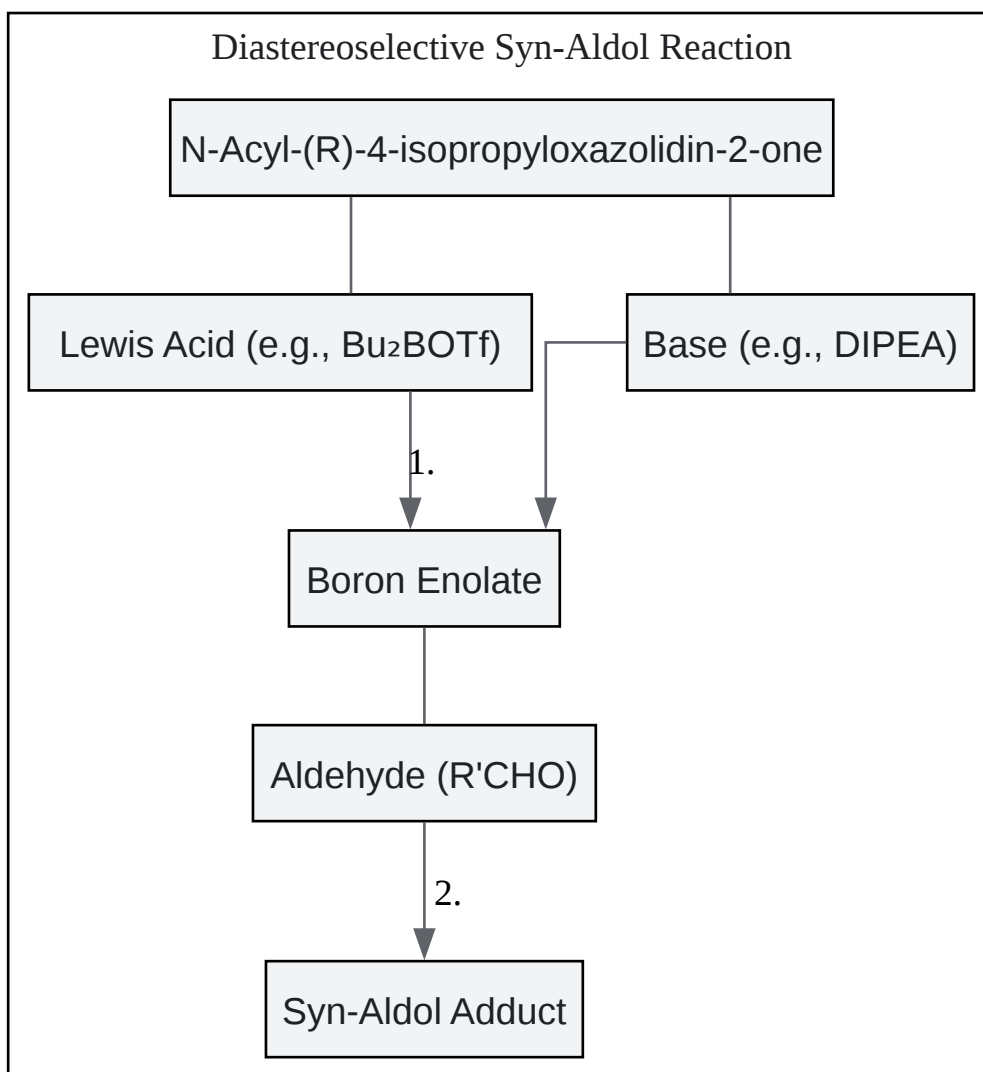 Diastereoselective Syn-Aldol Reaction
N-Acyl-(R)-4-isopropyloxazolidin-2-one
Lewis Acid (e.g., Bu₂BOTf)
Base (e.g., DIPEA)
1.
Boron Enolate
Aldehyde (R'CHO)
2.
Syn-Aldol Adduct